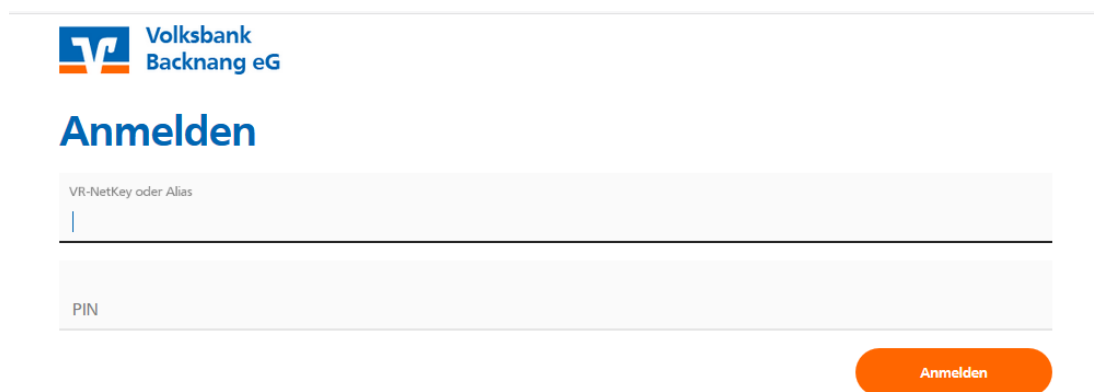 Volksbank
Backnang eG
Anmelden
VR-NetKey oder Alias
PIN
Anmelden